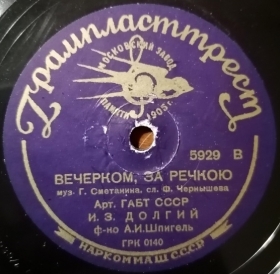 Грампласттрест
МОСКОВСКИЙ ЗАВОД
ПАМЯТИ 1905 г.
5929 В
ВЕЧЕРКОМ, ЗА РЕЧКОЮ
муз. Г. Сметанина, сл. Ф. Чернышева
Арт. ГАБТ СССР
И. З. ДОЛГИЙ
ф-но А.И.Шпигель
ГРК 0140
НАРКОММАШ СССР